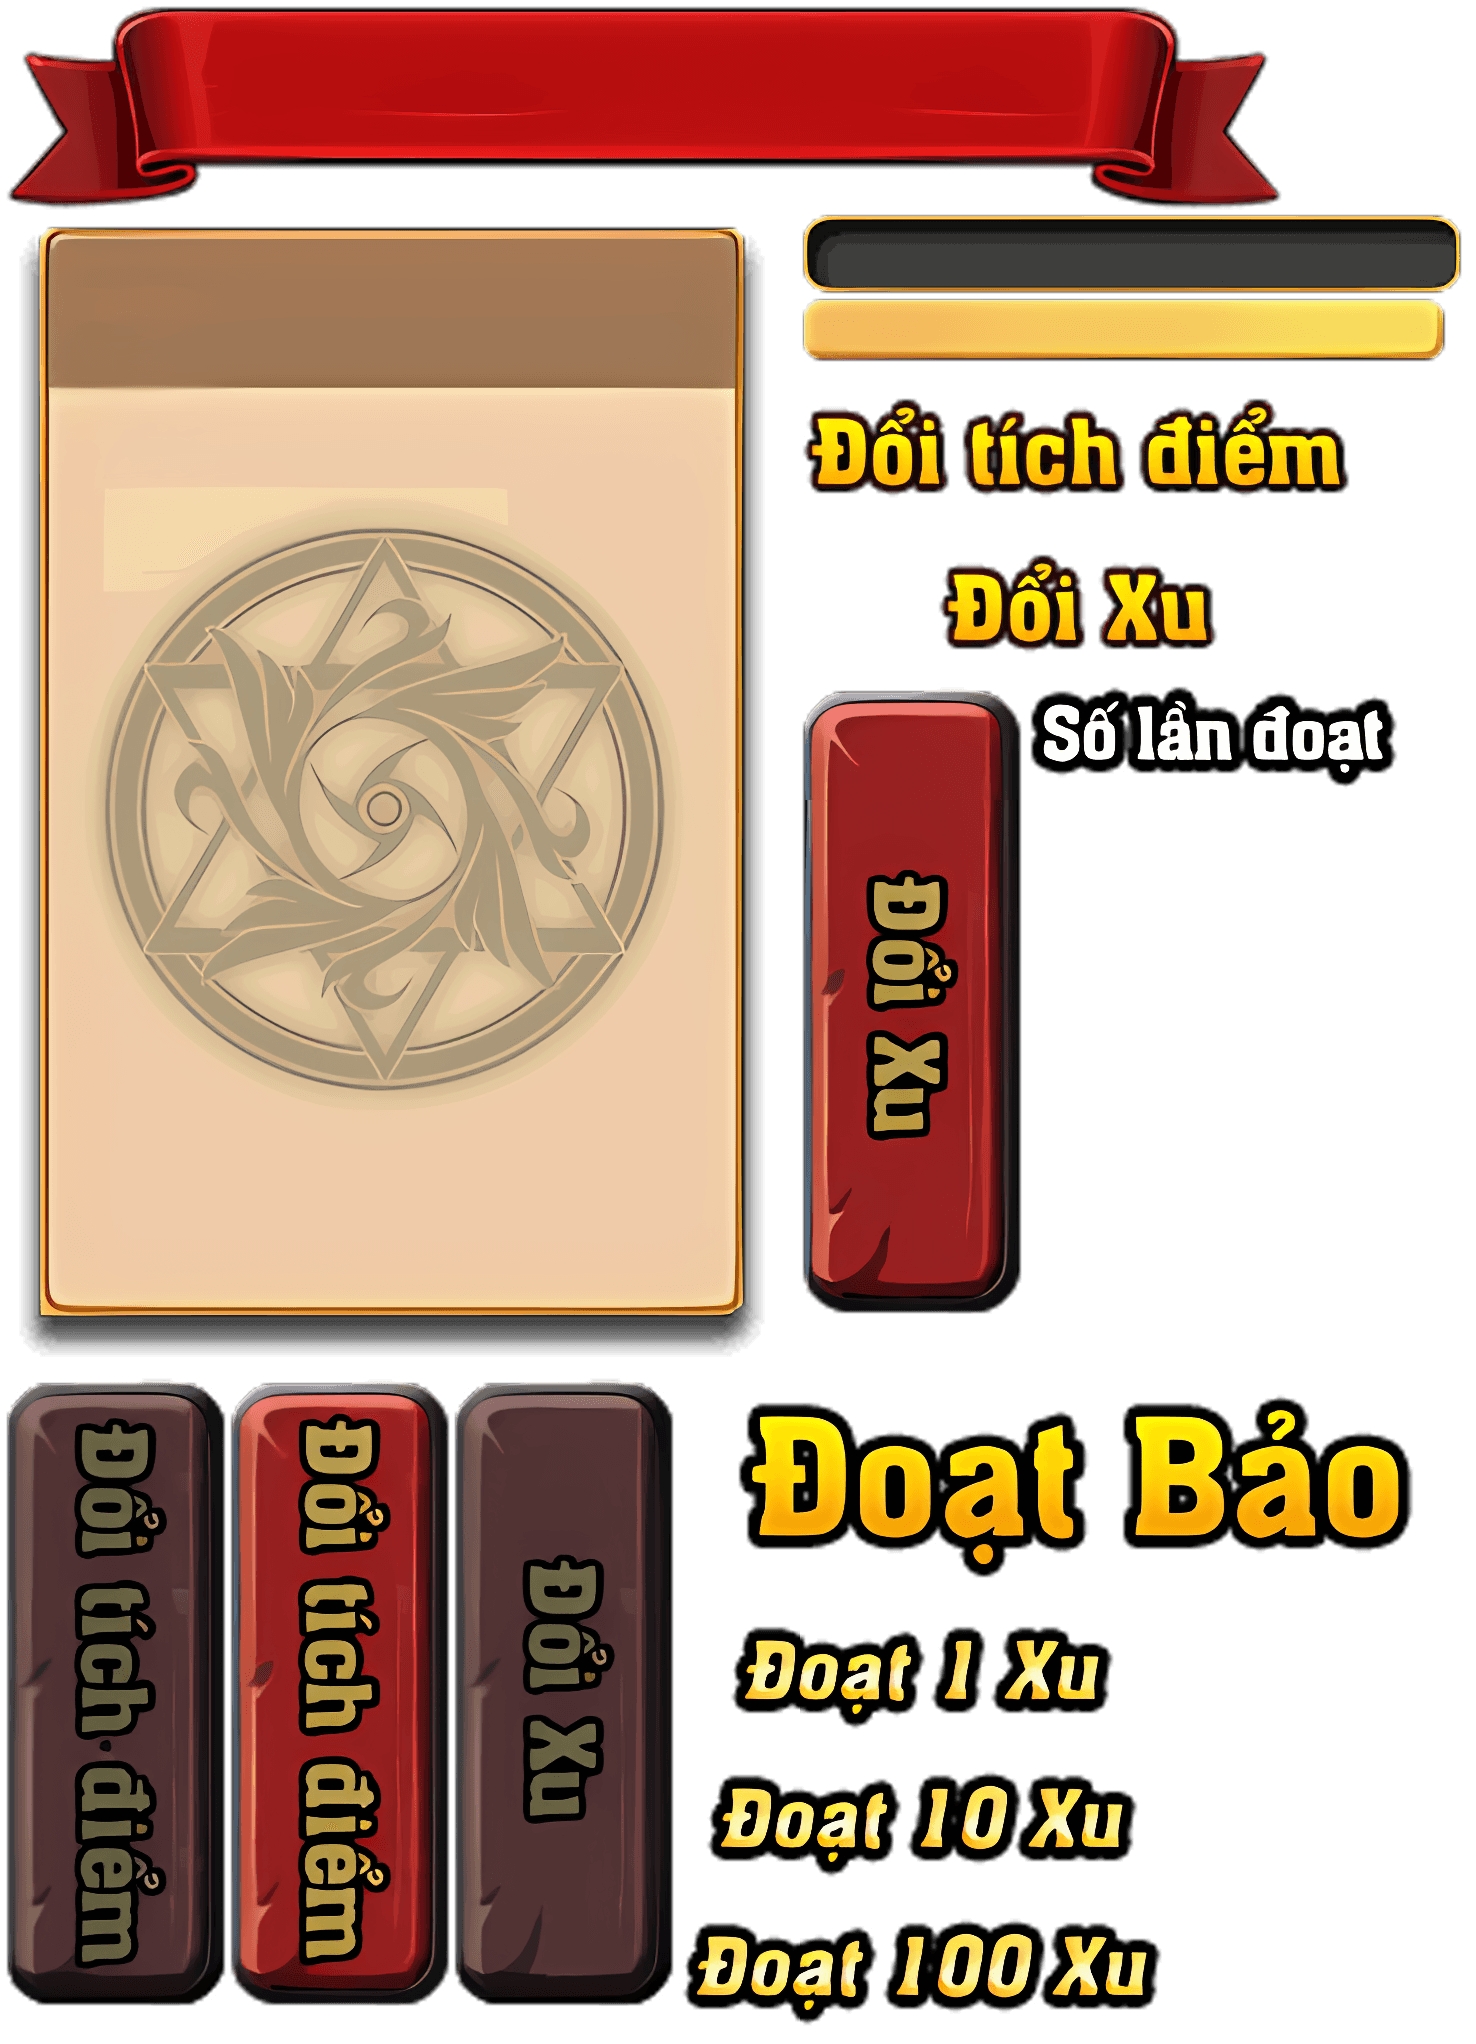 Đổi tích điểm
Đổi Xu
Số lần đoạt
Đổi Xu
Đổi tích điểm
Đổi tích điểm
Đổi Xu
Đoạt Bảo
Đoạt 1 Xu
Đoạt 10 Xu
Đoạt 100 Xu